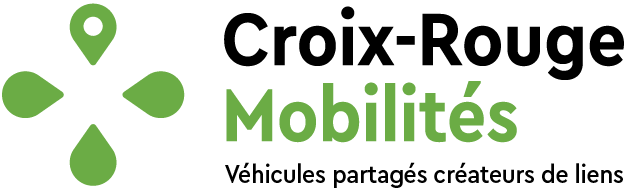 Croix-Rouge
Mobilités
Véhicules partagés créateurs de liens